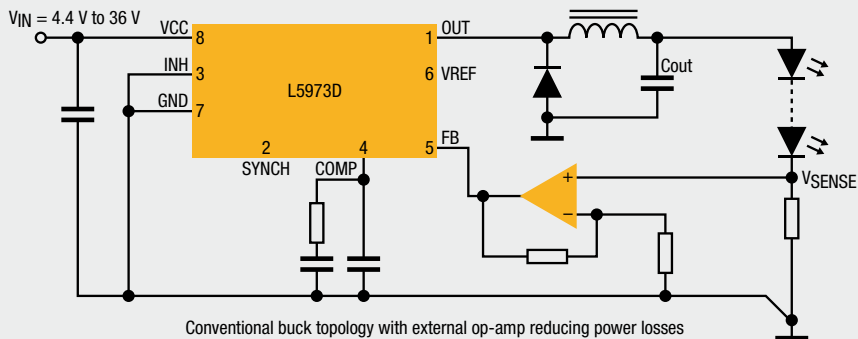 VIN = 4.4 V to 36 V
VCC
8
1
OUT
INH
3
6
VREF
GND
7
L5973D
Cout
2
4
5
FB
SYNCH
COMP
+
–
VSENSE
Conventional buck topology with external op-amp reducing power losses